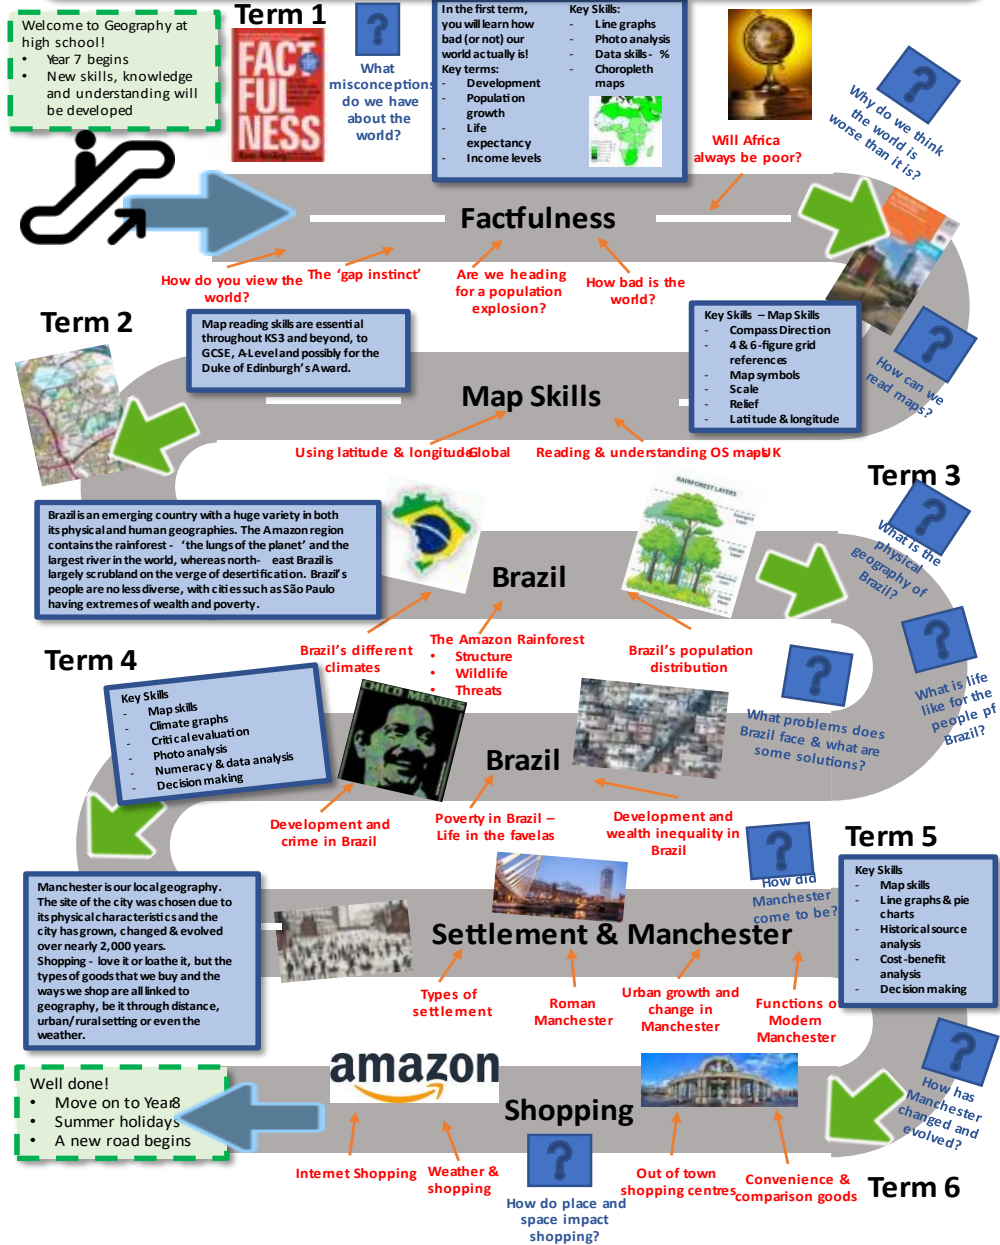 Welcome to Geography at
high school!
• Year 7 begins
• New skills, knowledge
and understanding will
be developed
Term 1
FACT
FUL
NESS
?
What
misconceptions
do we have
about the
world?
In the first term,
you will learn how
bad (or not) our
world actually is!
Key terms:
- Development
- Population
growth
- Life
expectancy
- Income levels
Key Skills:
- Line graphs
- Photo analysis
- Data skills - %
- Choropleth
maps
Will Africa
always be poor?
?
Why do we think
the world is
worse than it is?
Factfulness
How do you view the
world?
The ‘gap instinct’
Are we heading
for a population
explosion?
How bad is the
world?
Term 2
Map reading skills are essential
throughout KS3 and beyond, to
GCSE, A-Level and possibly for the
Duke of Edinburgh’s Award.
Key Skills – Map Skills
- Compass Direction
- 4 & 6-figure grid
references
- Map symbols
- Scale
- Relief
- Latitude & longitude
?
How can we
read maps?
Map Skills
Using latitude & longitude - Global
Reading & understanding OS maps - UK
Term 3
Brazil is an emerging country with a huge variety in both
its physical and human geographies. The Amazon region
contains the rainforest - ‘the lungs of the planet’ and the
largest river in the world, whereas north- east Brazil is
largely scrubland on the verge of desertification. Brazil’s
people are no less diverse, with cities such as São Paulo
having extremes of wealth and poverty.
RAINFOREST LAYERS
?
What is the
physical
geography of
Brazil?
Brazil
Brazil’s different
climates
The Amazon Rainforest
• Structure
• Wildlife
• Threats
Brazil’s population
distribution
?
What is life
like for the
people pf
Brazil?
Term 4
Key Skills
- Map skills
- Climate graphs
- Critical evaluation
- Photo analysis
- Numeracy & data analysis
- Decision making
CHICO MENDES
?
What problems does
Brazil face & what are
some solutions?
Brazil
Development and
crime in Brazil
Poverty in Brazil –
Life in the favelas
Development and
wealth inequality in
Brazil
Term 5
?
How did
Manchester
come to be?
Key Skills
- Map skills
- Line graphs & pie
charts
- Historical source
analysis
- Cost-benefit
analysis
- Decision making
Manchester is our local geography.
The site of the city was chosen due to
its physical characteristics and the
city has grown, changed & evolved
over nearly 2,000 years.
Shopping - love it or loathe it, but the
types of goods that we buy and the
ways we shop are all linked to
geography, be it through distance,
urban/rural setting or even the
weather.
Settlement & Manchester
Types of
settlement
Roman
Manchester
Urban growth and
change in
Manchester
Functions of
Modern
Manchester
?
How has
Manchester
changed and
evolved?
Well done!
• Move on to Year 8
• Summer holidays
• A new road begins
amazon
Shopping
Internet Shopping
Weather &
shopping
?
How do place and
space impact
shopping?
Out of town
shopping centres
Convenience &
comparison goods
Term 6